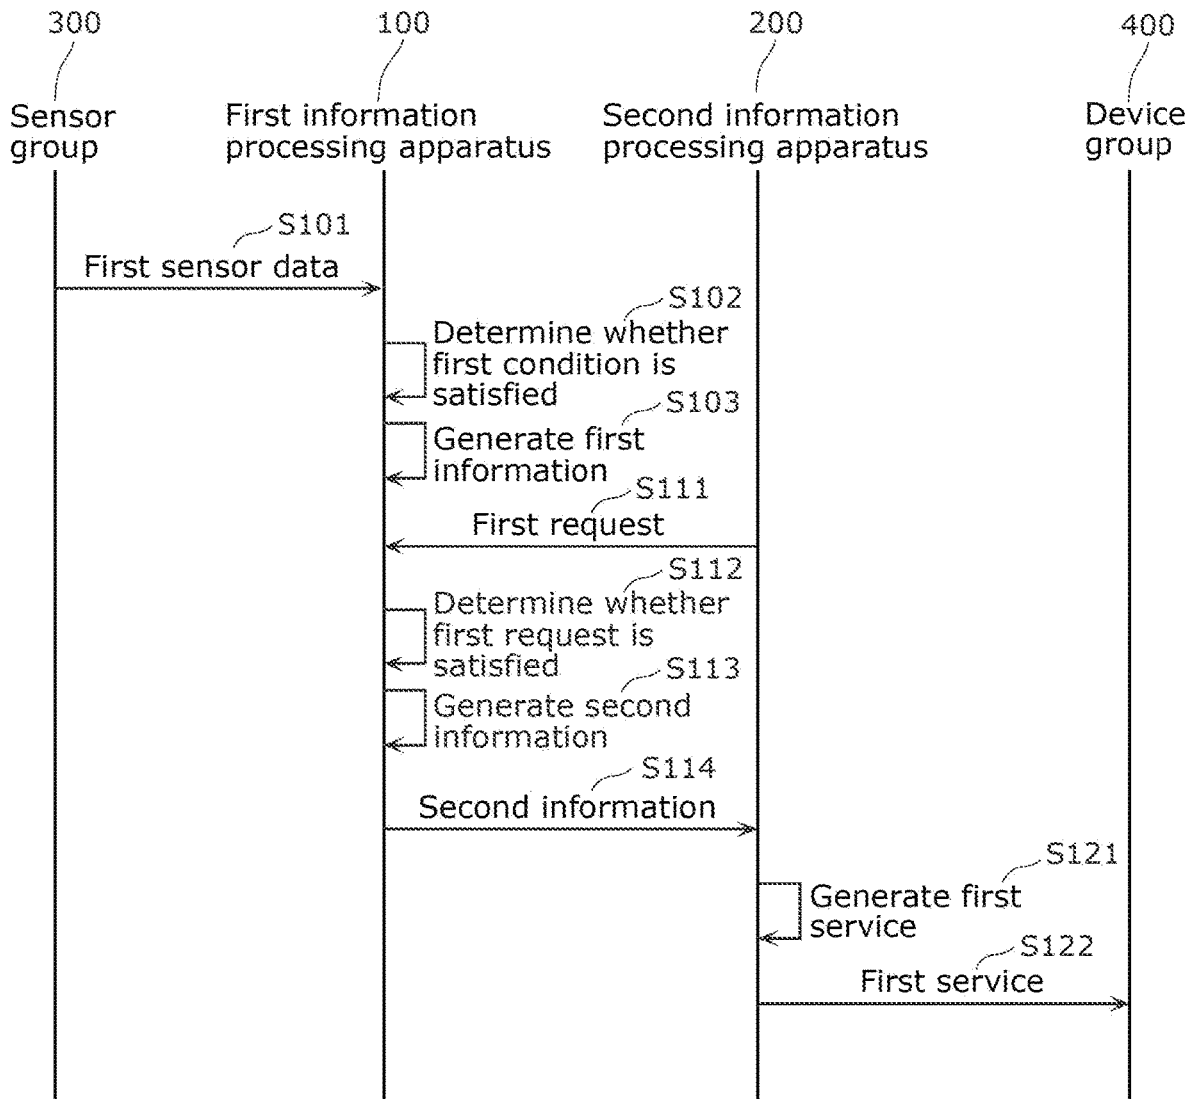 300
100
200
400
Sensor
group
First information
processing apparatus
Second information
processing apparatus
Device
group
S101
First sensor data
S102
Determine whether
first condition is
satisfied
S103
Generate first
information
S111
First request
S112
Determine whether
first request is
satisfied
S113
Generate second
information
S114
Second information
S121
Generate first
service
S122
First service